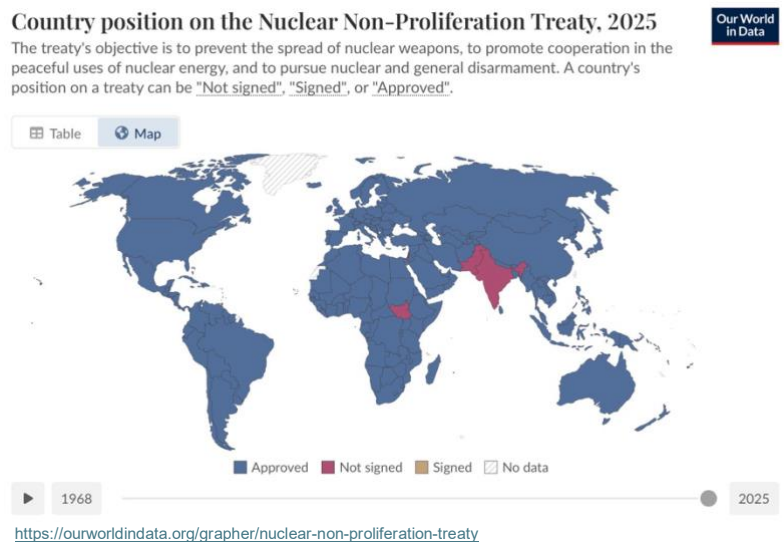 Country position on the Nuclear Non-Proliferation Treaty, 2025
Our World
in Data
The treaty's objective is to prevent the spread of nuclear weapons, to promote cooperation in the
peaceful uses of nuclear energy, and to pursue nuclear and general disarmament. A country's
position on a treaty can be "Not signed", "Signed", or "Approved".
Table
Map
Approved
Not signed
Signed
No data
1968
2025
https://ourworldindata.org/grapher/nuclear-non-proliferation-treaty